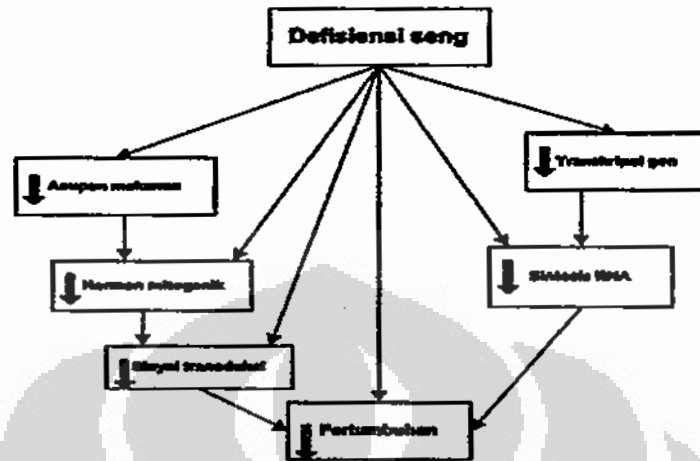 Defisiensi seng
Asupan makanan
Transkripsi gen
Hormon mitogenik
Sintesis RNA
Sinyal transduksi
Pertumbuhan